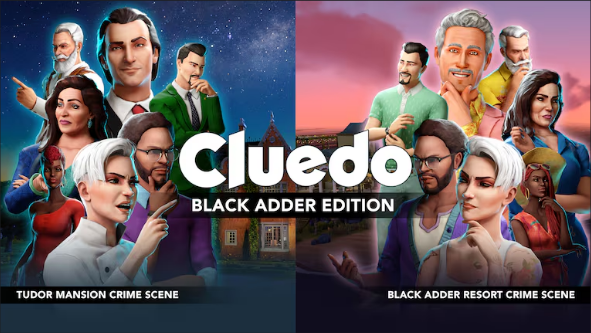 Cluedo
BLACK ADDER EDITION
TUDOR MANSION CRIME SCENE
BLACK ADDER RESORT CRIME SCENE